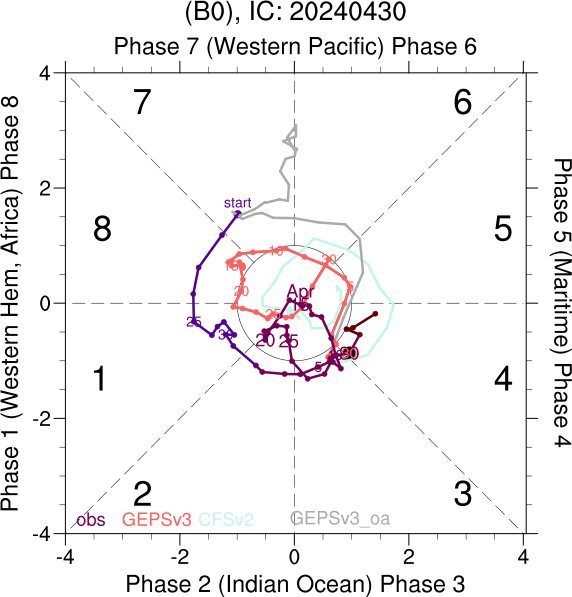 (B0), IC: 20240430
Phase 7 (Western Pacific) Phase 6
Phase 1 (Western Hem, Africa) Phase 8
Phase 5 (Maritime) Phase 4
4
2
0
-2
-4
7
6
8
5
1
4
2
3
start
10
20
20
5
Apr
15
25
25
20
25
5
30
obs GEPSv3 CFSv2 GEPSv3_oa
-4 -2 0 2 4
Phase 2 (Indian Ocean) Phase 3